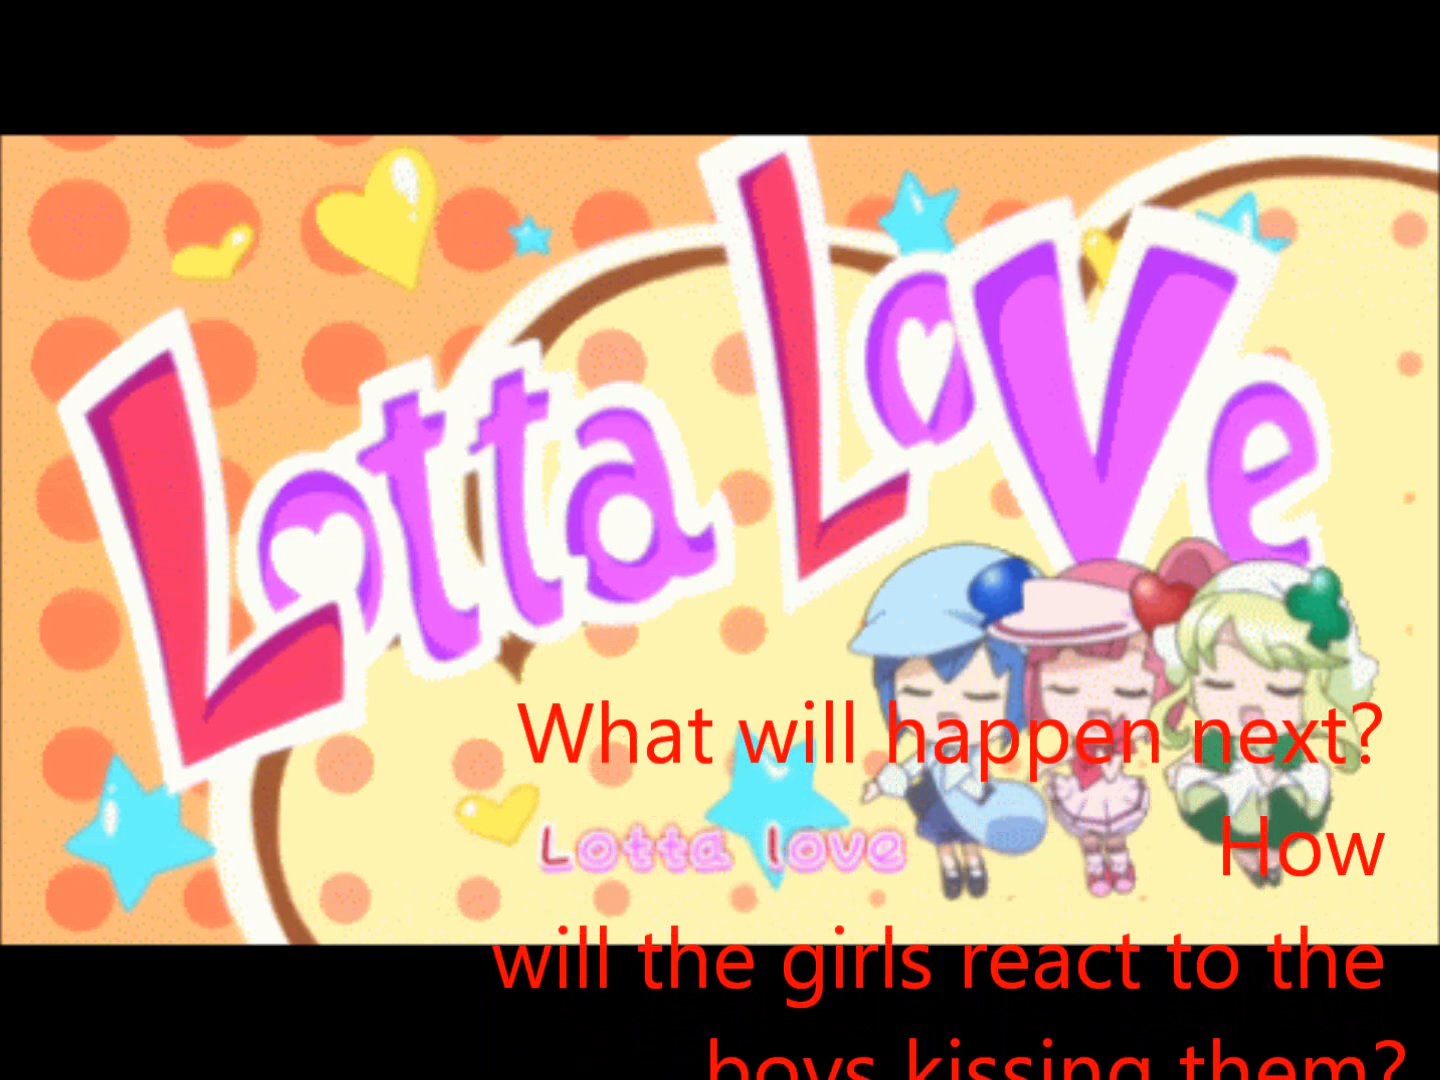 Lotta Love
What will happen next?
Lotta love
How
will the girls react to the
boys kissing them?